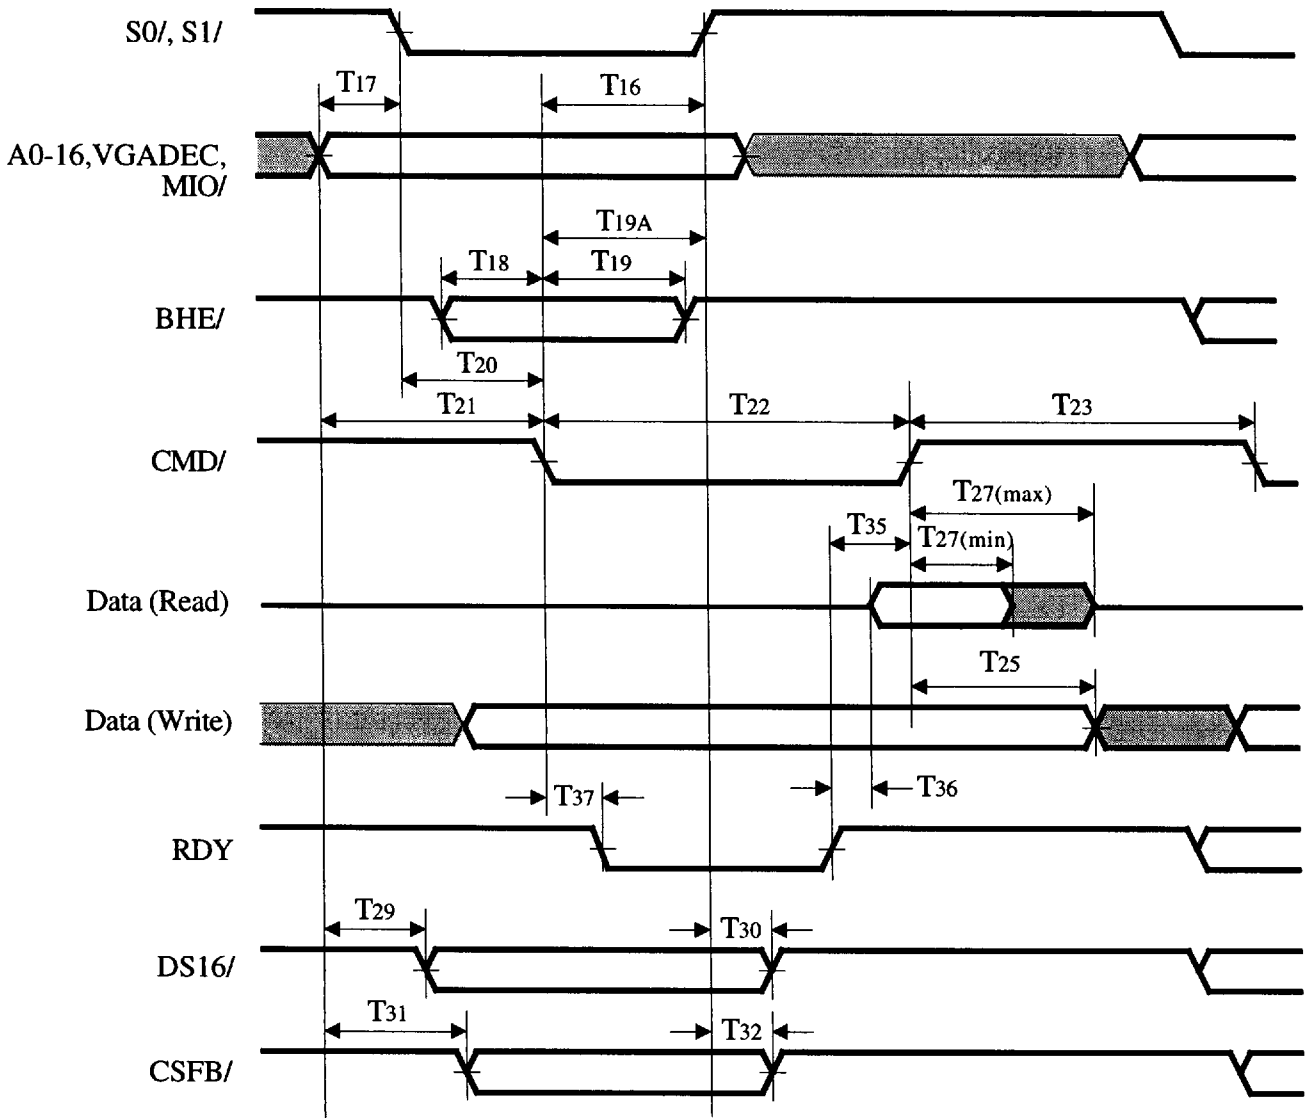 S0/, S1/
T17
T16
A0-16,VGADEC,
MIO/
T19A
T18
T19
BHE/
T20
T21
T22
T23
CMD/
T27(max)
T35
T27(min)
Data (Read)
T25
Data (Write)
T37
T36
RDY
T29
T30
DS16/
T31
T32
CSFB/